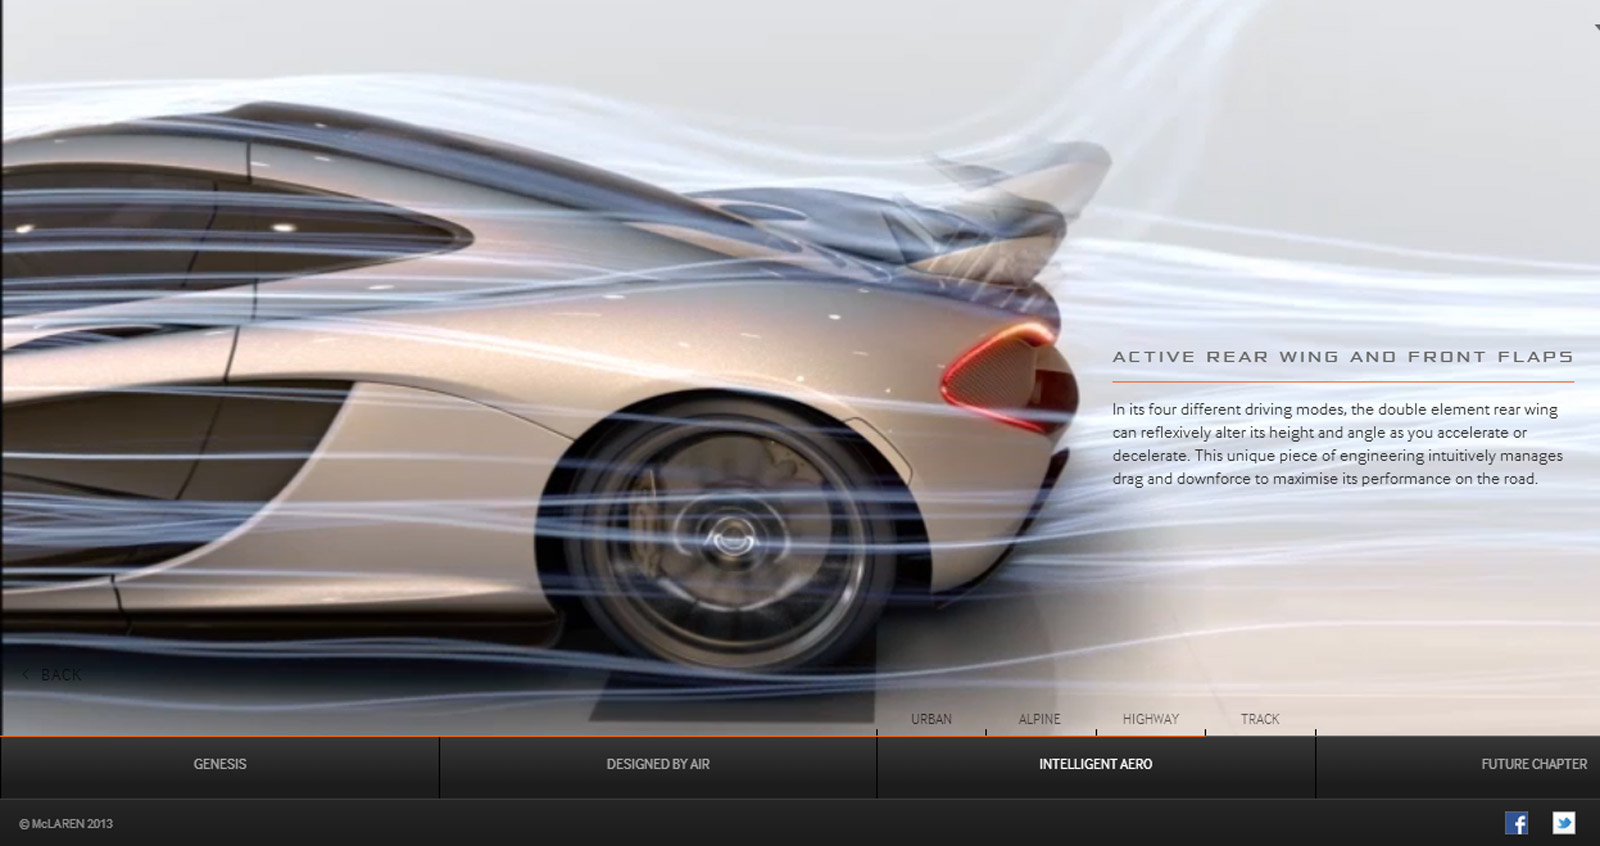 ACTIVE REAR WING AND FRONT FLAPS
In its four different driving modes, the double element rear wing
can reflexively alter its height and angle as you accelerate or
decelerate. This unique piece of engineering intuitively manages
drag and downforce to maximise its performance on the road.
< BACK
URBAN
ALPINE
HIGHWAY
TRACK
GENESIS
DESIGNED BY AIR
INTELLIGENT AERO
FUTURE CHAPTER
© McLAREN 2013